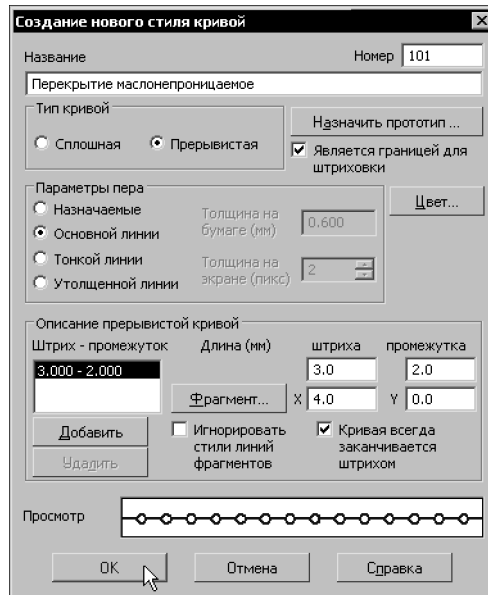 Создание нового стиля кривой
Название Номер 101
Перекрытие маслонепроницаемое
Тип кривой
Сплошная Прерывистая
Назначить прототип ...
Является границей для
штриховки
Параметры пера
Назначаемые
Основной линии
Тонкой линии
Утолщенной линии
Толщина на
бумаге (мм) 0.600
Толщина на
экране (пикс) 2
Цвет...
Описание прерывистой кривой
Штрих - промежуток Длина (мм) штриха промежутка
3.000 - 2.000 3.0 2.0
Фрагмент... X 4.0 Y 0.0
Добавить
Удалить
Игнорировать
стили линий
фрагментов
Кривая всегда
заканчивается
штрихом
Просмотр
OK Отмена Справка